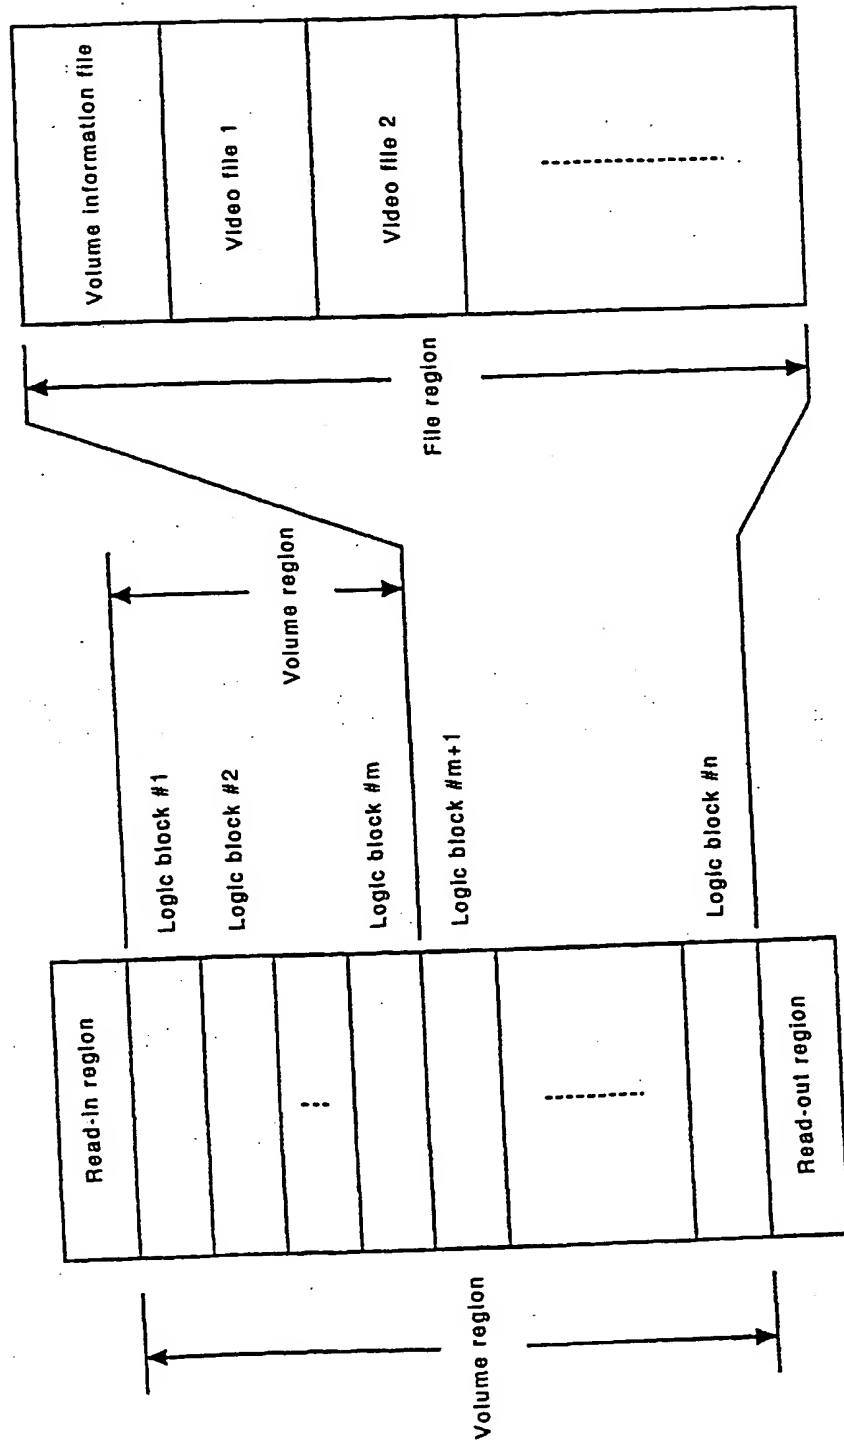 Volume region
Read-in region
Read-out region
Logic block #1
Logic block #2
Logic block #m
Logic block #m+1
Logic block #n
Volume region
File region
Volume information file
Video file 1
Video file 2